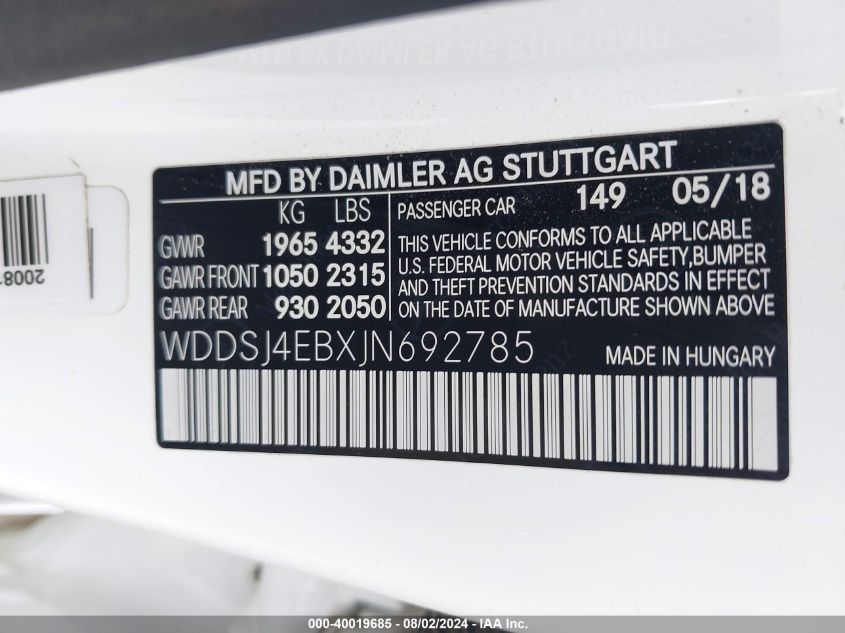 MFD BY DAIMLER AG STUTTGART
KG LBS
GVWR 1965 4332
GAWR FRONT 1050 2315
GAWR REAR 930 2050
PASSENGER CAR 149 05/18
THIS VEHICLE CONFORMS TO ALL APPLICABLE
U.S. FEDERAL MOTOR VEHICLE SAFETY,BUMPER
AND THEFT PREVENTION STANDARDS IN EFFECT
ON THE DATE OF MANUFACTURE SHOWN ABOVE
WDDSJ4EBXJN692785
MADE IN HUNGARY
000-40019685 - 08/02/2024 - IAA Inc.